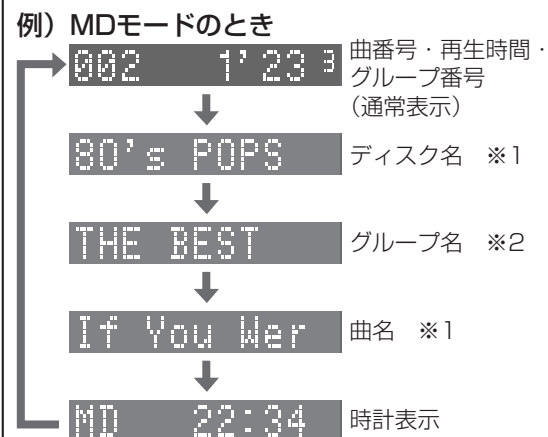 例）MDモードのとき
002 1'23 3
曲番号・再生時間・
グループ番号
（通常表示）
80's POPS
ディスク名 ※1
THE BEST
グループ名 ※2
If You Wer
曲名 ※1
MD 22:34
時計表示